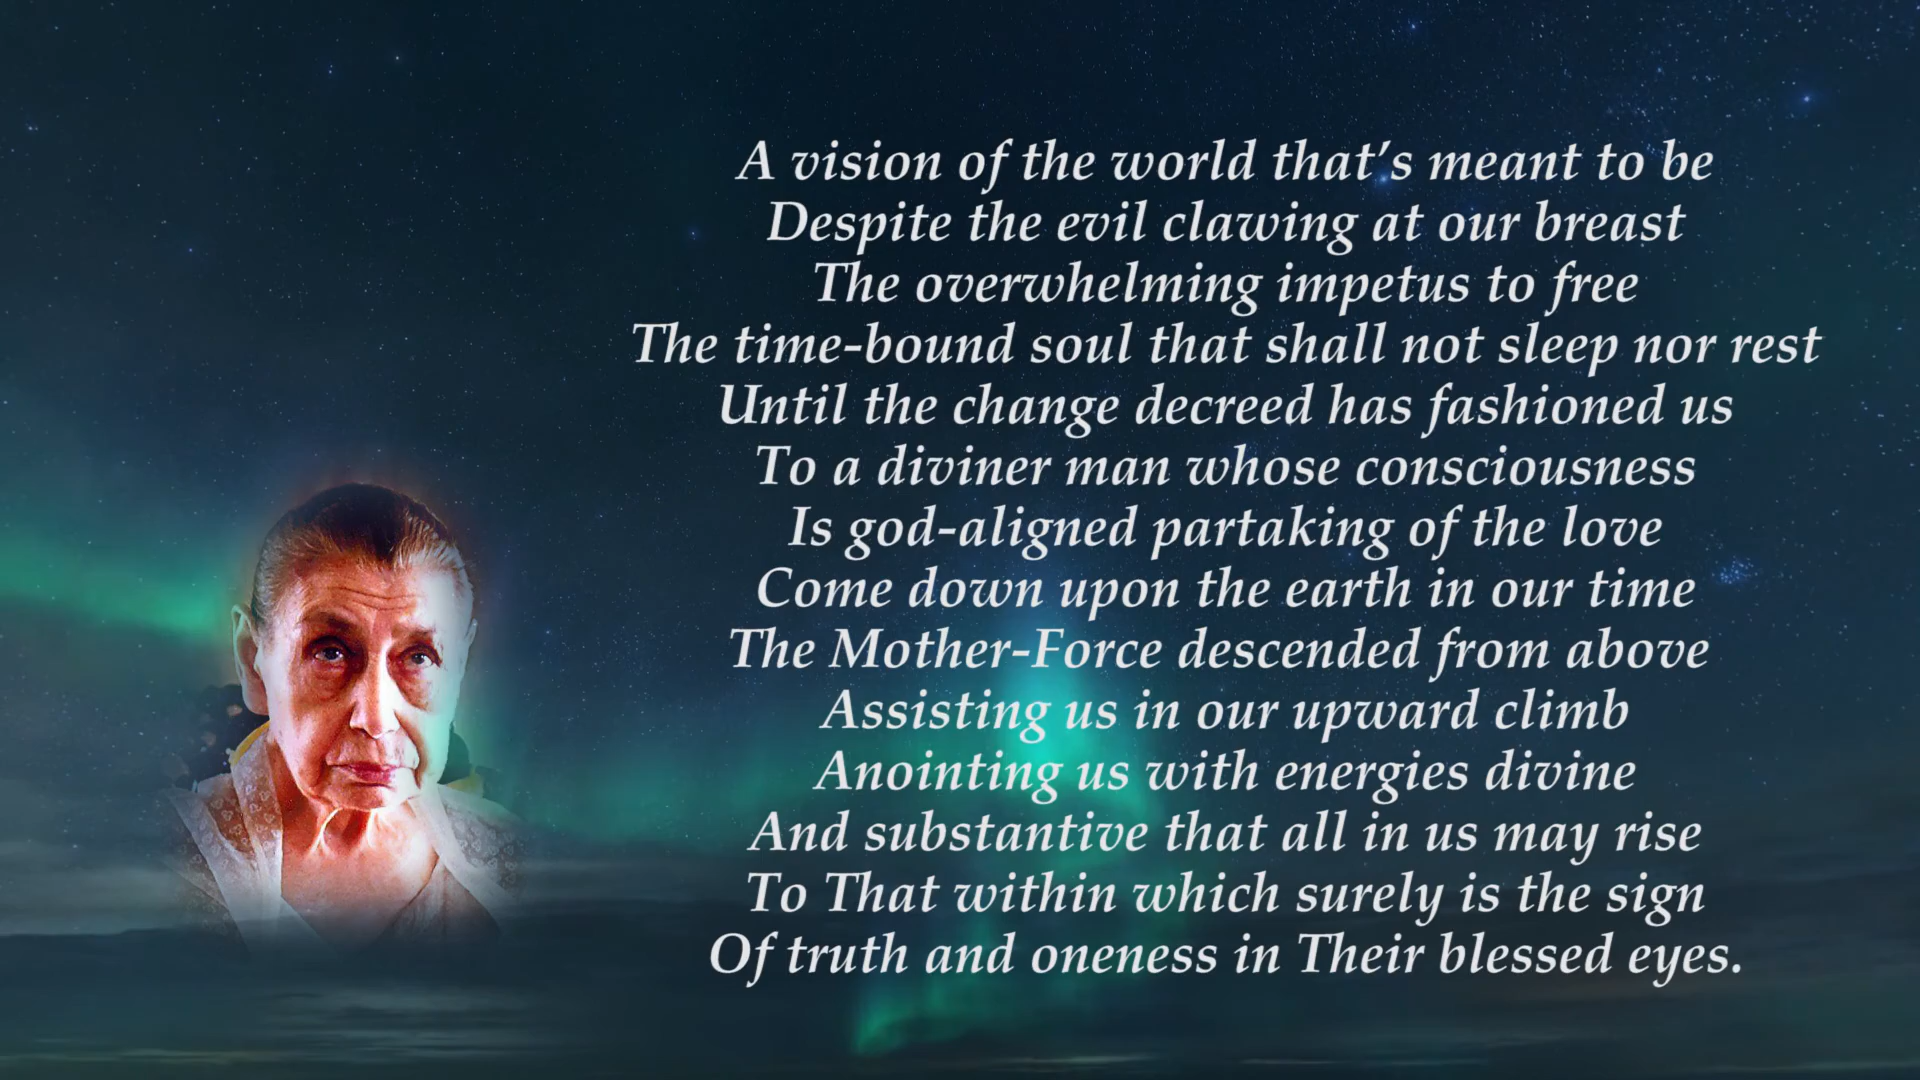 A vision of the world that’s meant to be
Despite the evil clawing at our breast
The overwhelming impetus to free
The time-bound soul that shall not sleep nor rest
Until the change decreed has fashioned us
To a diviner man whose consciousness
Is god-aligned partaking of the love
Come down upon the earth in our time
The Mother-Force descended from above
Assisting us in our upward climb
Anointing us with energies divine
And substantive that all in us may rise
To That within which surely is the sign
Of truth and oneness in Their blessed eyes.